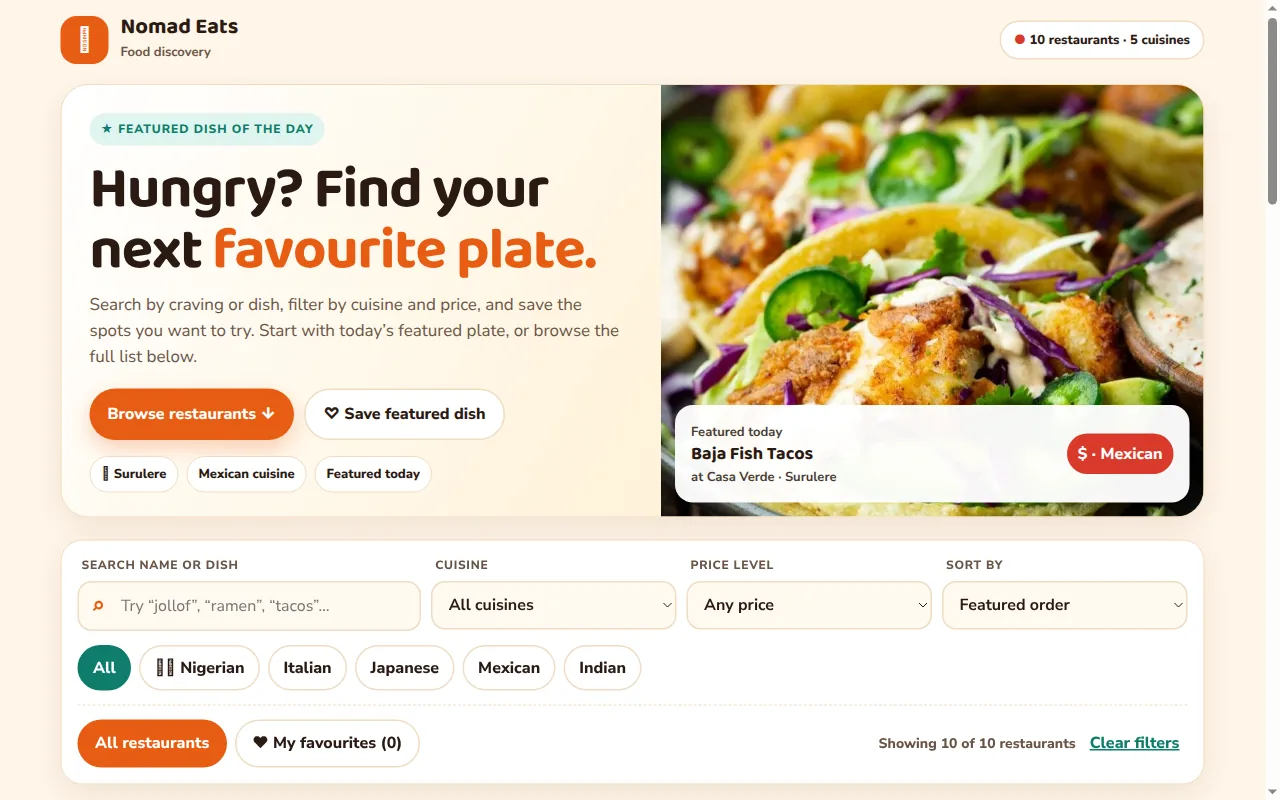 Nomad Eats
Food discovery
10 restaurants · 5 cuisines
★ FEATURED DISH OF THE DAY
Hungry? Find your
next favourite plate.
Search by craving or dish, filter by cuisine and price, and save the
spots you want to try. Start with today’s featured plate, or browse the
full list below.
Browse restaurants ↓
♡ Save featured dish
Surulere
Mexican cuisine
Featured today
Featured today
Baja Fish Tacos
at Casa Verde · Surulere
$ · Mexican
SEARCH NAME OR DISH
CUISINE
PRICE LEVEL
SORT BY
Try “jollof”, “ramen”, “tacos”…
All cuisines
Any price
Featured order
All
Nigerian
Italian
Japanese
Mexican
Indian
All restaurants
♥ My favourites (0)
Showing 10 of 10 restaurants
Clear filters